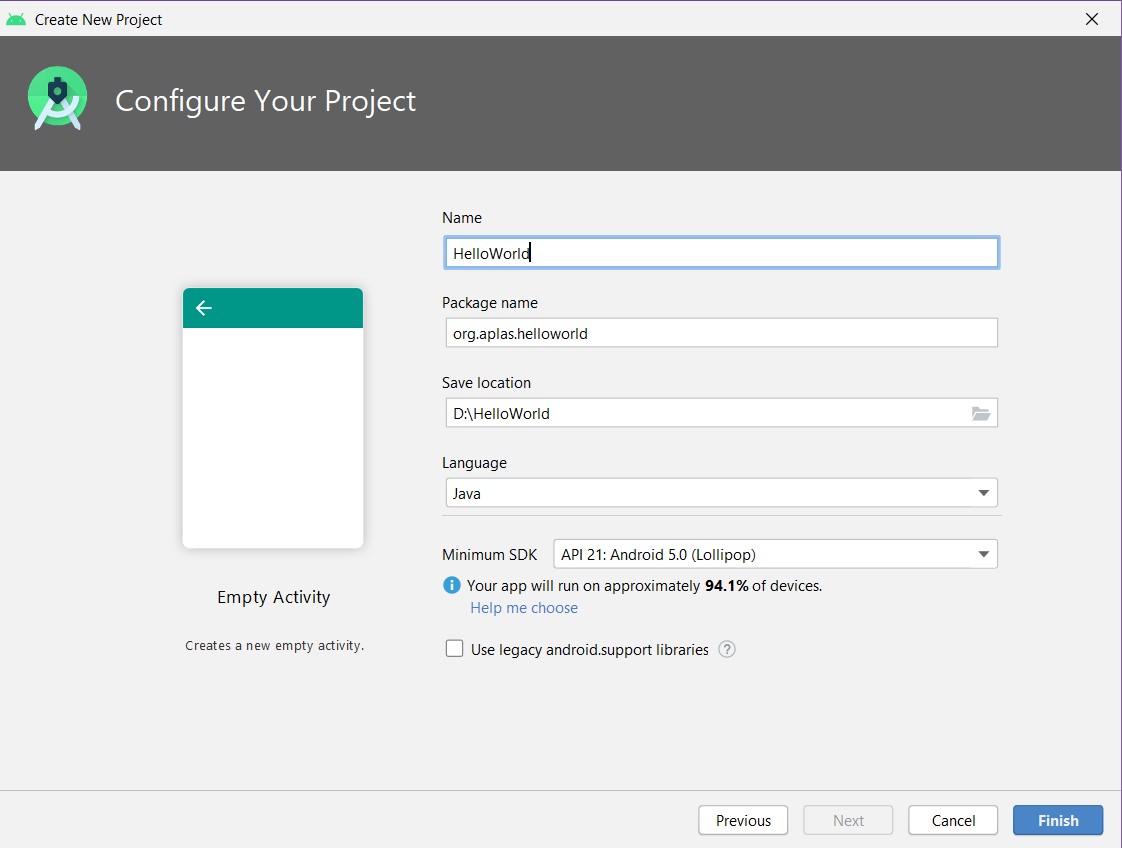 Create New Project
Configure Your Project
Name
HelloWorld
Package name
org.aplas.helloworld
Save location
D:\HelloWorld
Language
Java
Minimum SDK API 21: Android 5.0 (Lollipop)
Your app will run on approximately 94.1% of devices.
Help me choose
Use legacy android.support libraries ?
Empty Activity
Creates a new empty activity.
Previous Next Cancel Finish